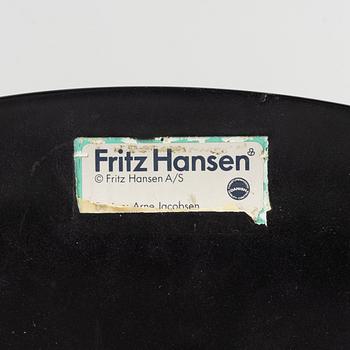 Fritz Hansen
© Fritz Hansen A/S
Arne Jacobsen